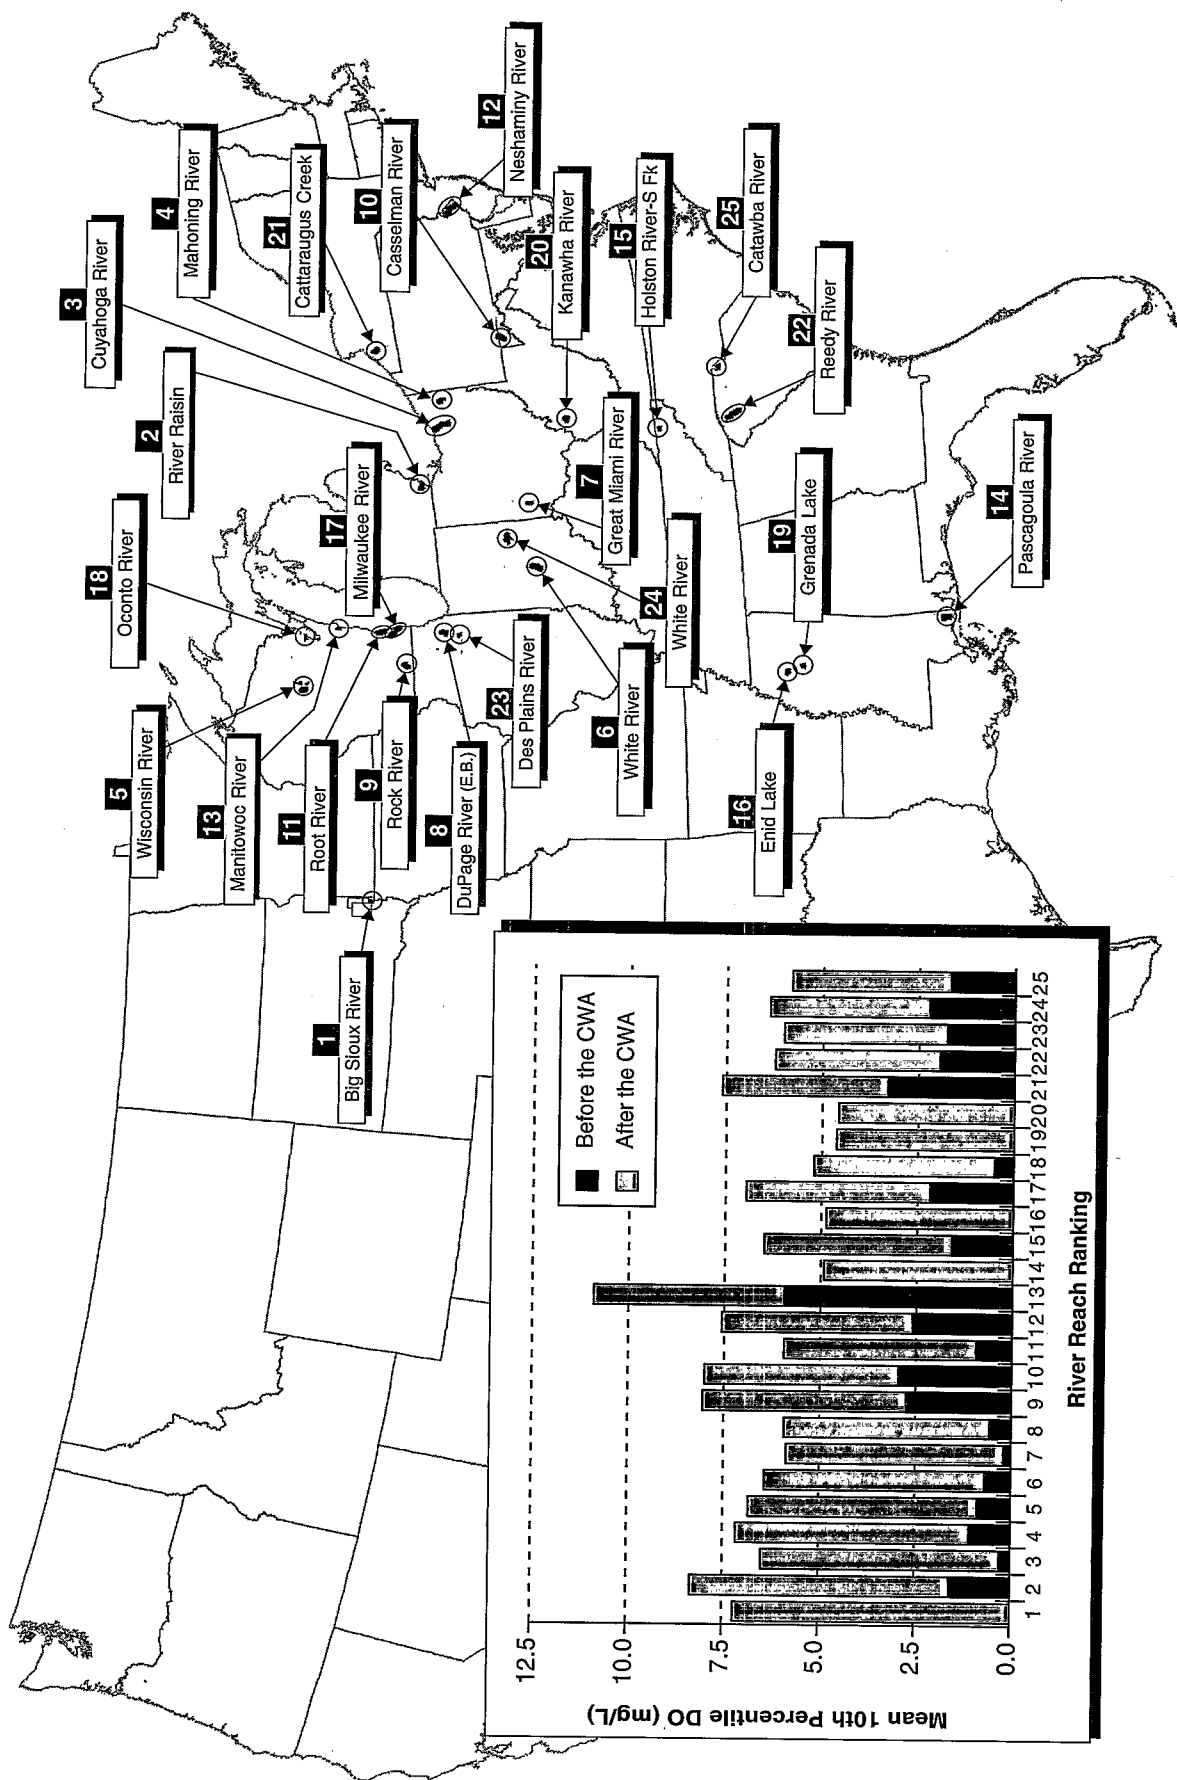 3
Cuyahoga River
4
Mahoning River
2
River Raisin
21
Cattaraugus Creek
10
Casselman River
12
Neshaminy River
18
Oconto River
17
Milwaukee River
20
Kanawha River
5
Wisconsin River
13
Manitowoc River
11
Root River
9
Rock River
8
DuPage River (E.B.)
23
Des Plains River
7
Great Miami River
15
Holston River-S Fk
25
Catawba River
1
Big Sioux River
6
White River
24
White River
22
Reedy River
19
Grenada Lake
16
Enid Lake
14
Pascagoula River
Before the CWA
After the CWA
Mean 10th Percentile DO (mg/L)
12.5
10.0
7.5
5.0
2.5
0.0
1 2 3 4 5 6 7 8 9 10 11 12 13 14 15 16 17 18 19 20 21 22 23 24 25
River Reach Ranking